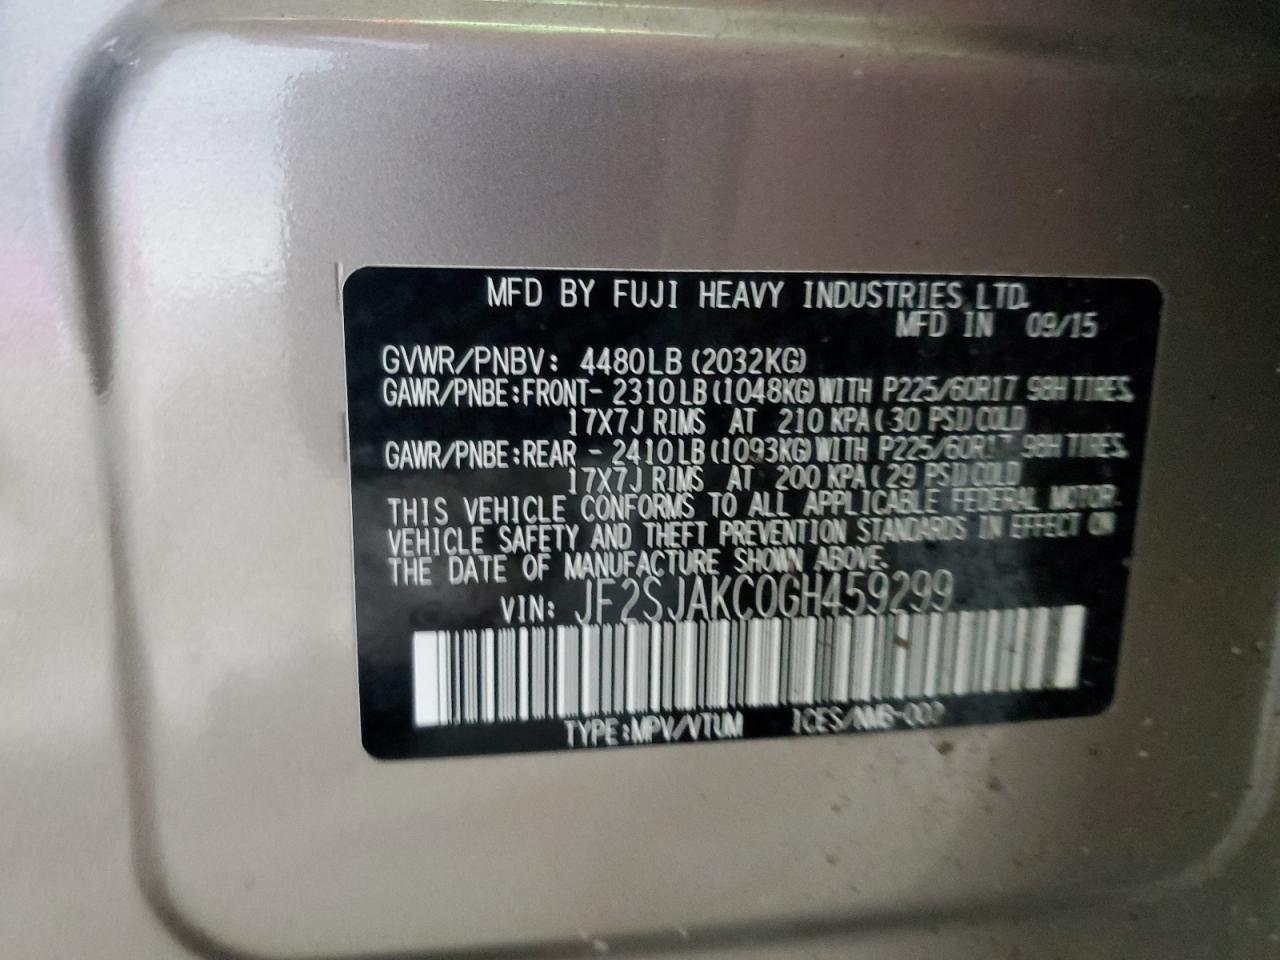 MFD BY FUJI HEAVY INDUSTRIES LTD.
MFD IN 09/15
GVWR/PNBV: 4480LB (2032KG)
GAWR/PNBE:FRONT- 2310LB(1048KG)WITH P225/60R17 98H TIRES,
17X7J RIMS AT 210 KPA(30 PSI)COLD
GAWR/PNBE:REAR - 2410LB(1093KG)WITH P225/60R17 98H TIRES,
17X7J RIMS AT 200 KPA(29 PSI)COLD
THIS VEHICLE CONFORMS TO ALL APPLICABLE FEDERAL MOTOR
VEHICLE SAFETY AND THEFT PREVENTION STANDARDS IN EFFECT ON
THE DATE OF MANUFACTURE SHOWN ABOVE.
VIN: JF2SJAKC0GH459299
TYPE:MPV/VTUM ICES/NMB-002